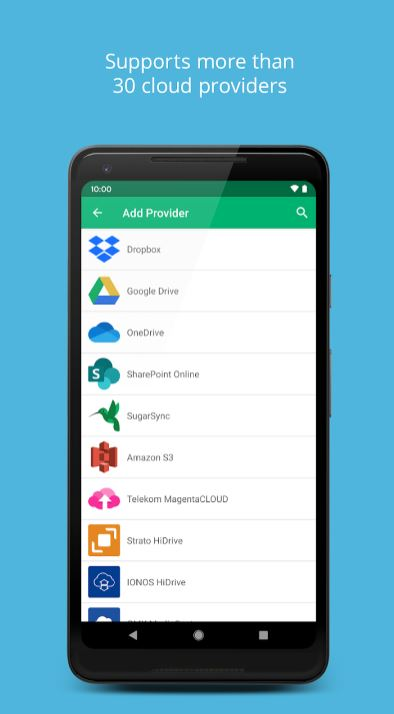 Supports more than
30 cloud providers
10:00
Add Provider
Dropbox
Google Drive
OneDrive
S
SharePoint Online
SugarSync
Amazon S3
Telekom MagentaCLOUD
Strato HiDrive
IONOS HiDrive